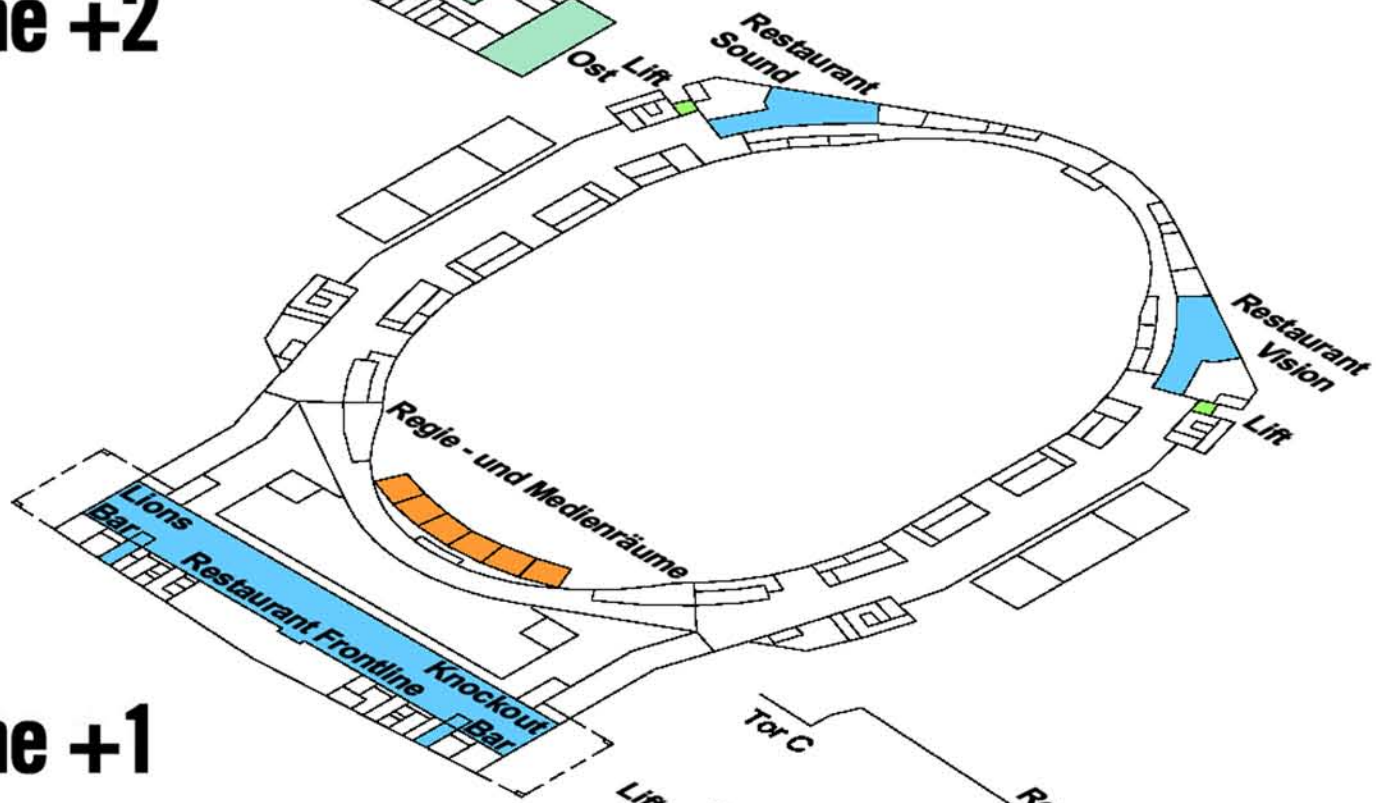 ne +2
Ost
Lift
Restaurant
Sound
Restaurant
Vision
Lift
Regie - und Medienräume
Lions
Bar
Restaurant Frontline
Knockout
Bar
ne +1
Tor C
Lift